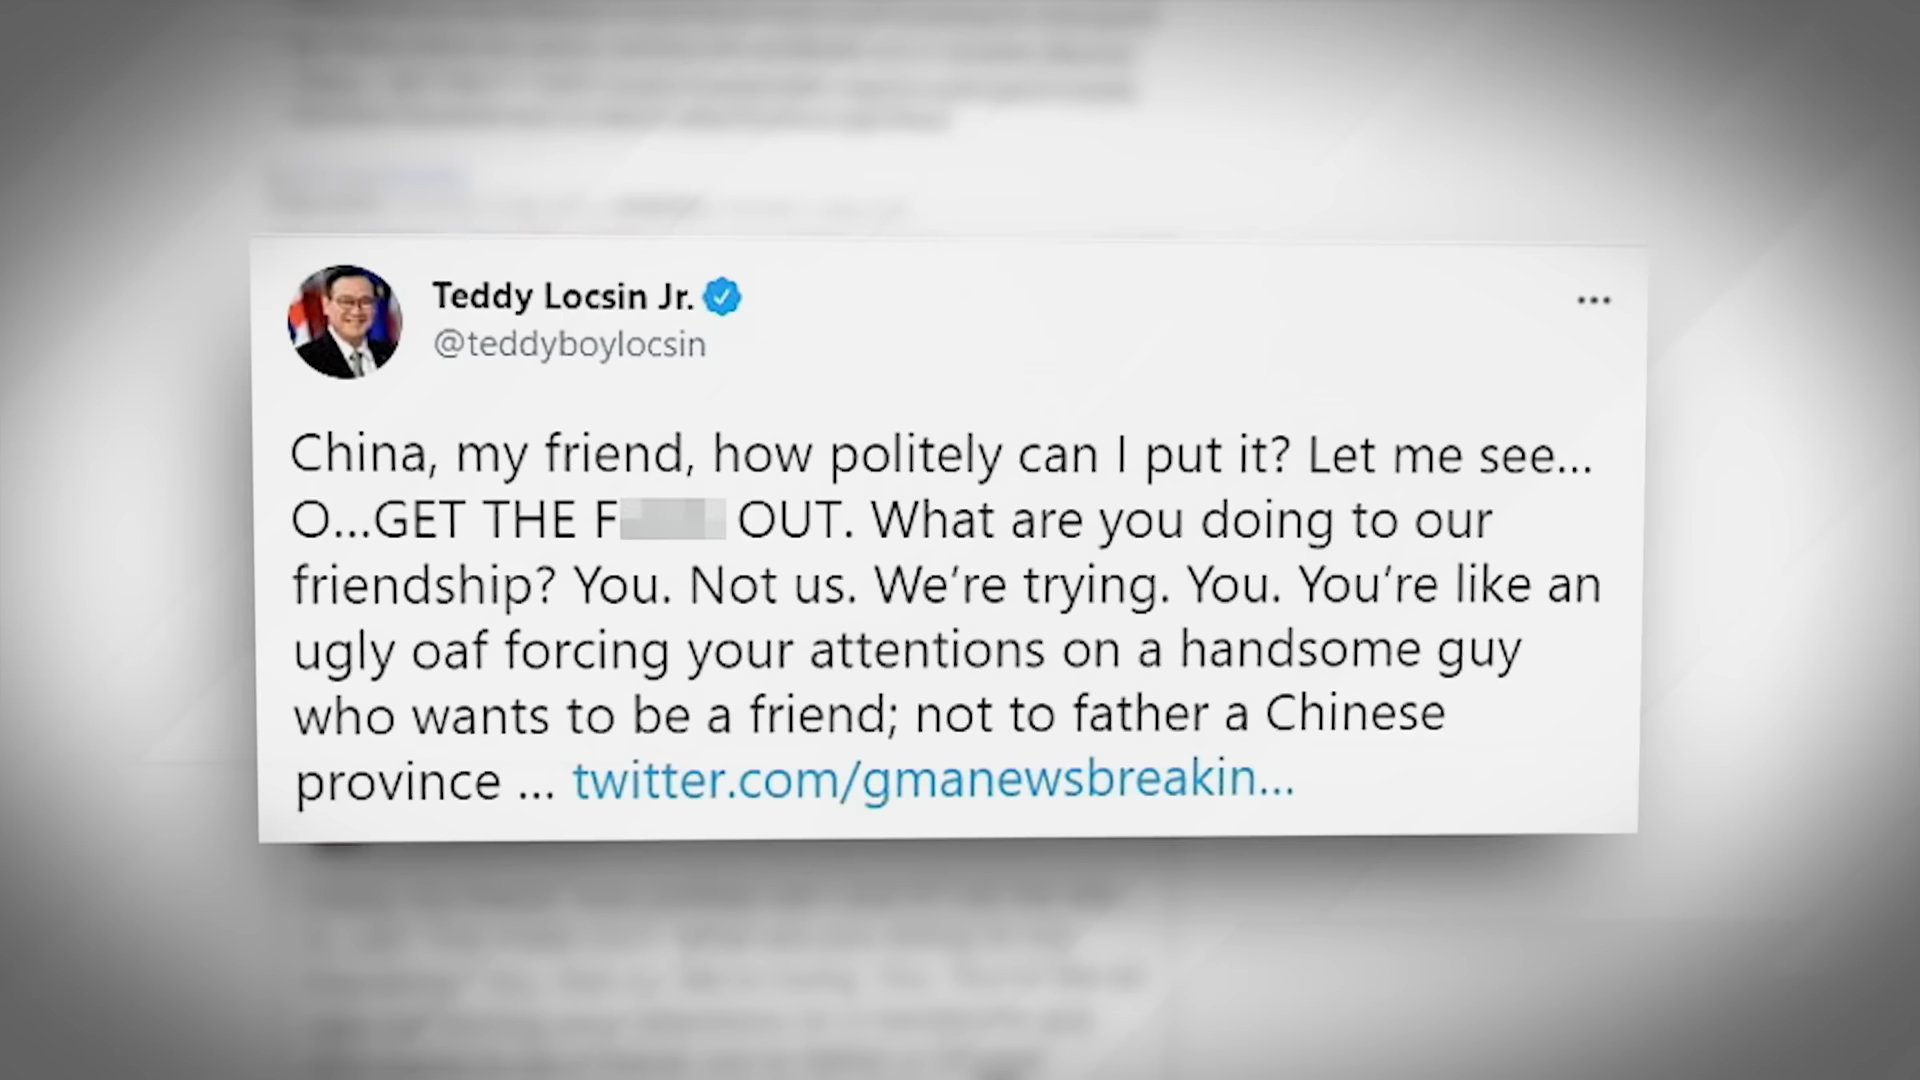 Teddy Locsin Jr.
@teddyboylocsin
China, my friend, how politely can I put it? Let me see...
O...GET THE F OUT. What are you doing to our
friendship? You. Not us. We’re trying. You. You’re like an
ugly oaf forcing your attentions on a handsome guy
who wants to be a friend; not to father a Chinese
province ... twitter.com/gmanewsbreakin...